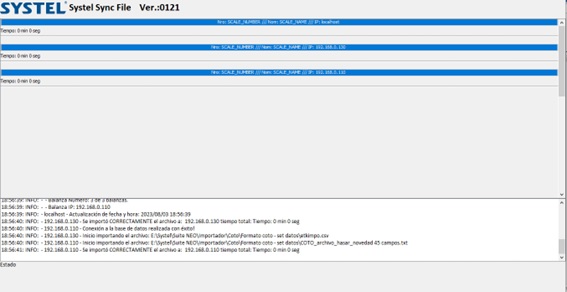 SYSTEL® Systel Sync File Ver.:0121
Nro: SCALE_NUMBER /// Nom: SCALE_NAME /// IP: localhost
Tiempo: 0 min 0 seg
Nro: SCALE_NUMBER /// Nom: SCALE_NAME /// IP: 192.168.0.130
Tiempo: 0 min 0 seg
Nro: SCALE_NUMBER /// Nom: SCALE_NAME /// IP: 192.168.0.110
Tiempo: 0 min 0 seg
18:56:39: INFO: - - Balanza Numero: 3 de 3 balanzas.
18:56:39: INFO: - - Balanza IP: 192.168.0.110
18:56:39: INFO: - localhost - Actualización de fecha y hora: 2023/08/03 18:56:39
18:56:40: INFO: - 192.168.0.130 - Se importó CORRECTAMENTE el archivo a: 192.168.0.130 tiempo total: Tiempo: 0 min 0 seg
18:56:40: INFO: - 192.168.0.110 - Conexión a la base de datos realizada con éxito!
18:56:40: INFO: - 192.168.0.130 - Inicio importando el archivo: E:\Systel\Suite NEO\Importador\Coto\Formato coto - set datos\etkimpo.csv
18:56:40: INFO: - 192.168.0.110 - Inicio importando el archivo: E:\Systel\Suite NEO\Importador\Coto\Formato coto - set datos\COTO_archivo_hasar_novedad 45 campos.txt
18:56:41: INFO: - 192.168.0.110 - Se importó CORRECTAMENTE el archivo a: 192.168.0.110 tiempo total: Tiempo: 0 min 0 seg
Estado